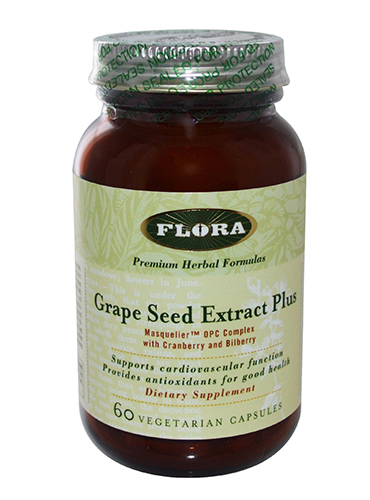 FLORA
Premium Herbal Formulas
Grape Seed Extract Plus
Masquelier™ OPC Complex
with Cranberry and Bilberry
Supports cardiovascular function
Provides antioxidants for good health
Dietary Supplement
60 VEGETARIAN CAPSULES